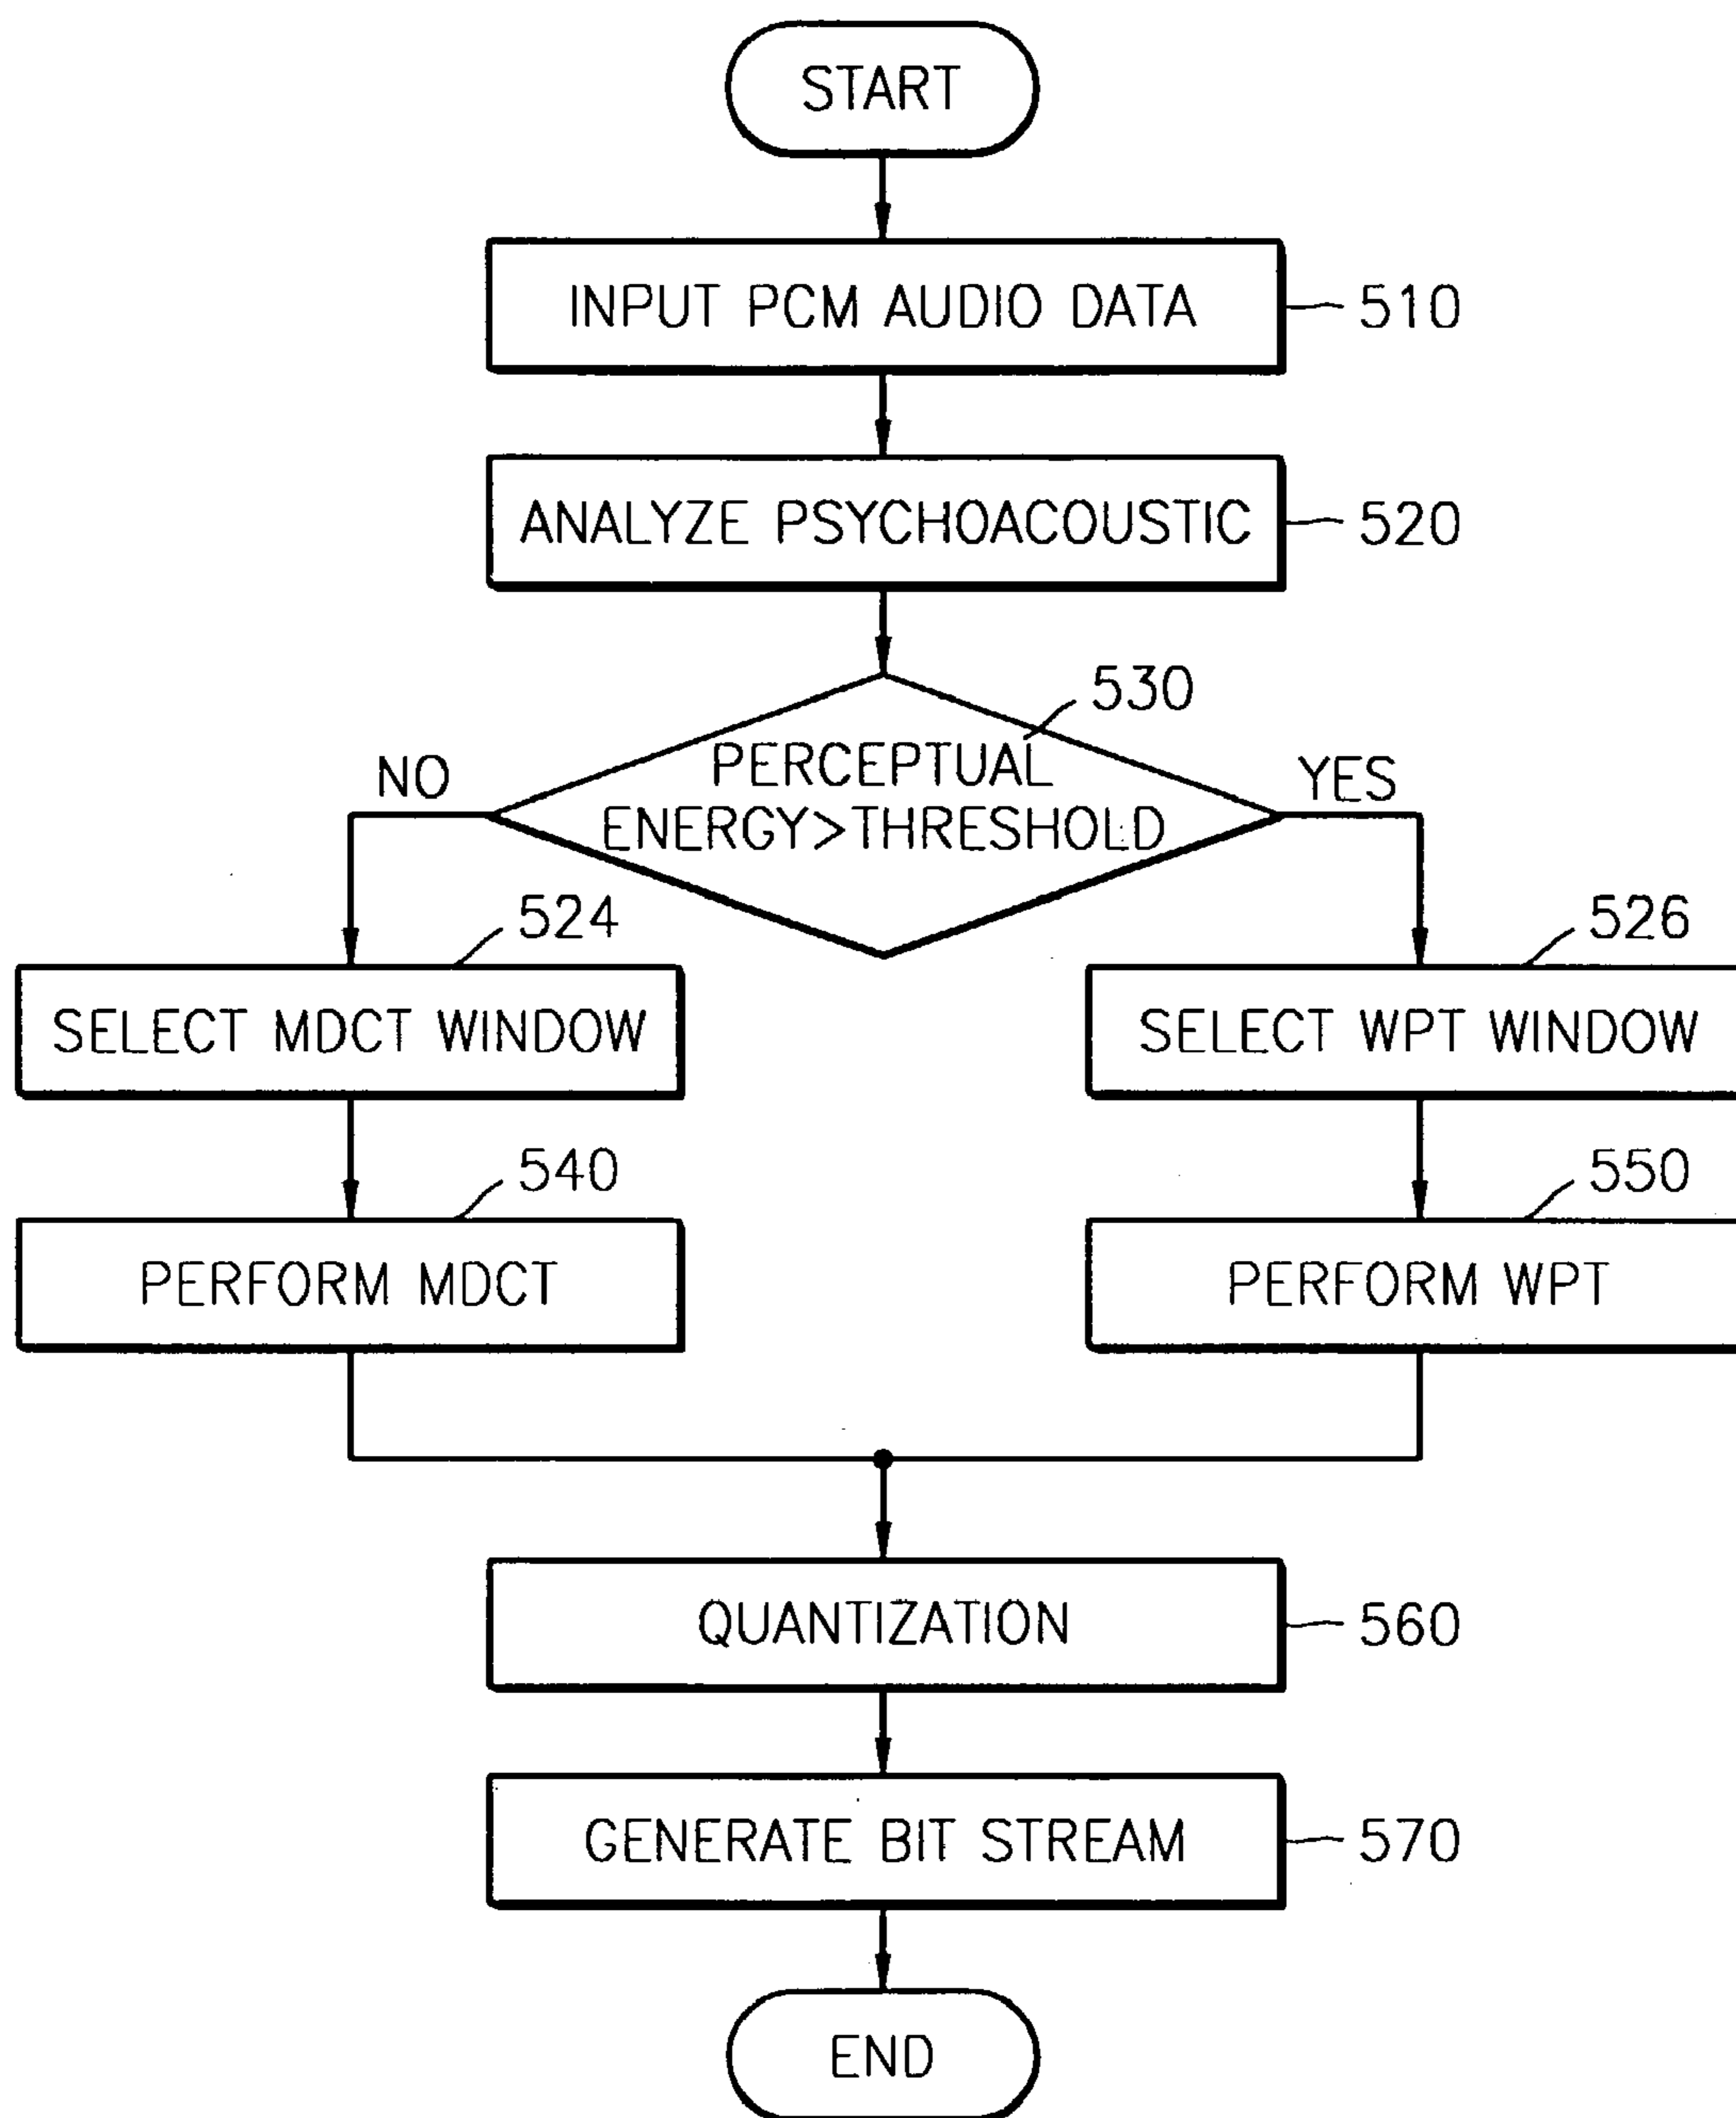 START
INPUT PCM AUDIO DATA
510
ANALYZE PSYCHOACOUSTIC
520
530
PERCEPTUAL
ENERGY>THRESHOLD
NO
YES
524
526
SELECT MDCT WINDOW
SELECT WPT WINDOW
540
550
PERFORM MDCT
PERFORM WPT
QUANTIZATION
560
GENERATE BIT STREAM
570
END